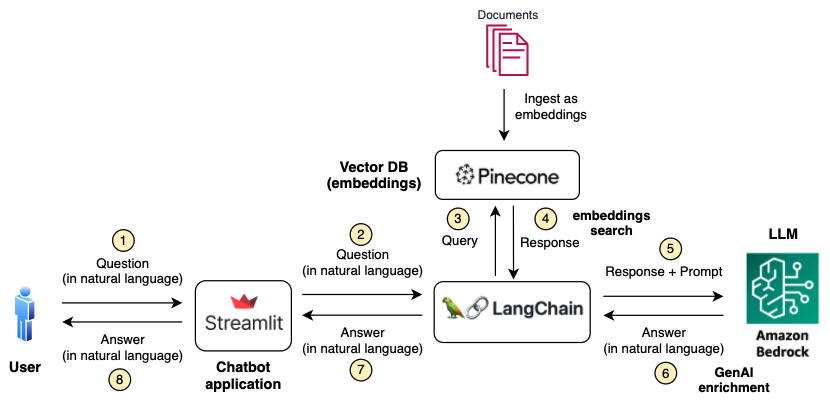 Documents
Ingest as
embeddings
Vector DB
(embeddings)
Pinecone
3
4
Query
Response
embeddings
search
1
Question
(in natural language)
2
Question
(in natural language)
5
Response + Prompt
LLM
Streamlit
LangChain
Amazon
Bedrock
User
Answer
(in natural language)
8
Chatbot
application
Answer
(in natural language)
7
Answer
(in natural language)
6
GenAI
enrichment